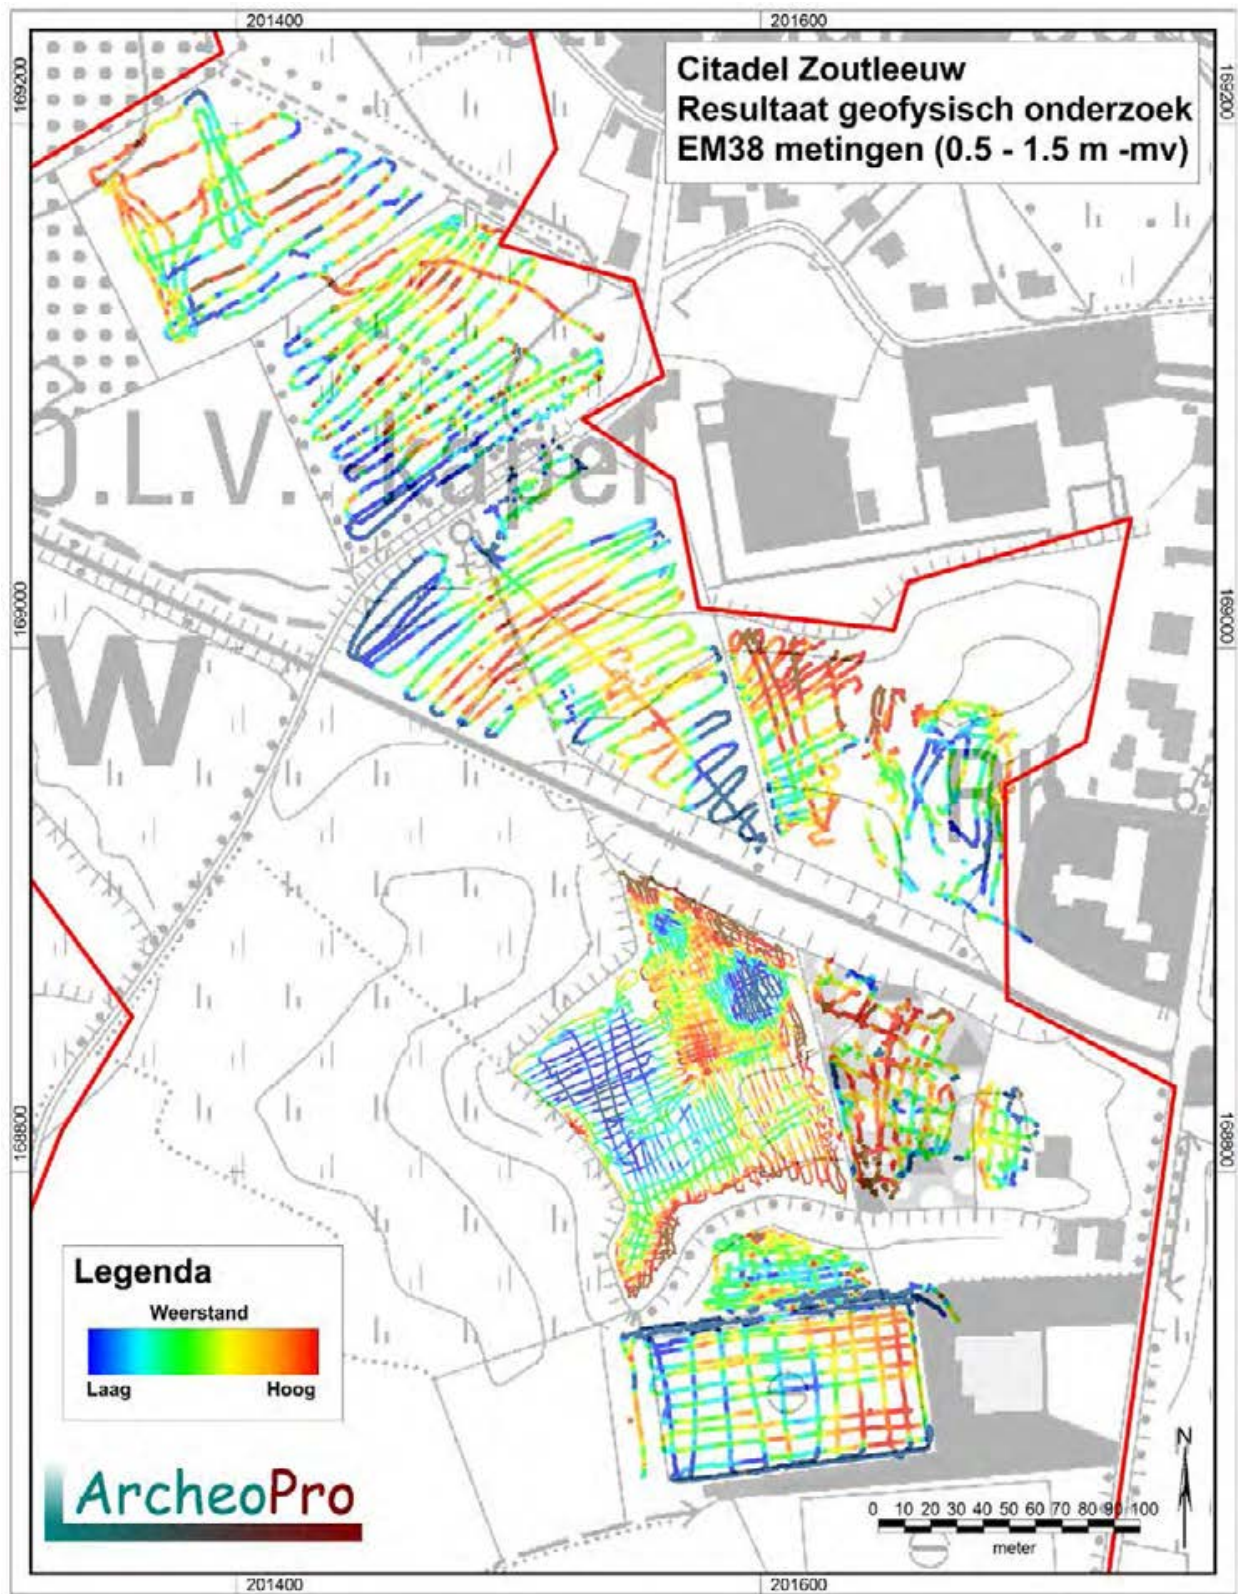 201400
201600
169200
169200
Citadel Zoutleeuw
Resultaat geofysisch onderzoek
EM38 metingen (0.5 - 1.5 m -mv)
O.L.V. Kapel
169000
169000
W
168800
168800
Legenda
Weerstand
Laag
Hoog
ArcheoPro
N
0 10 20 30 40 50 60 70 80 90 100
meter
201400
201600